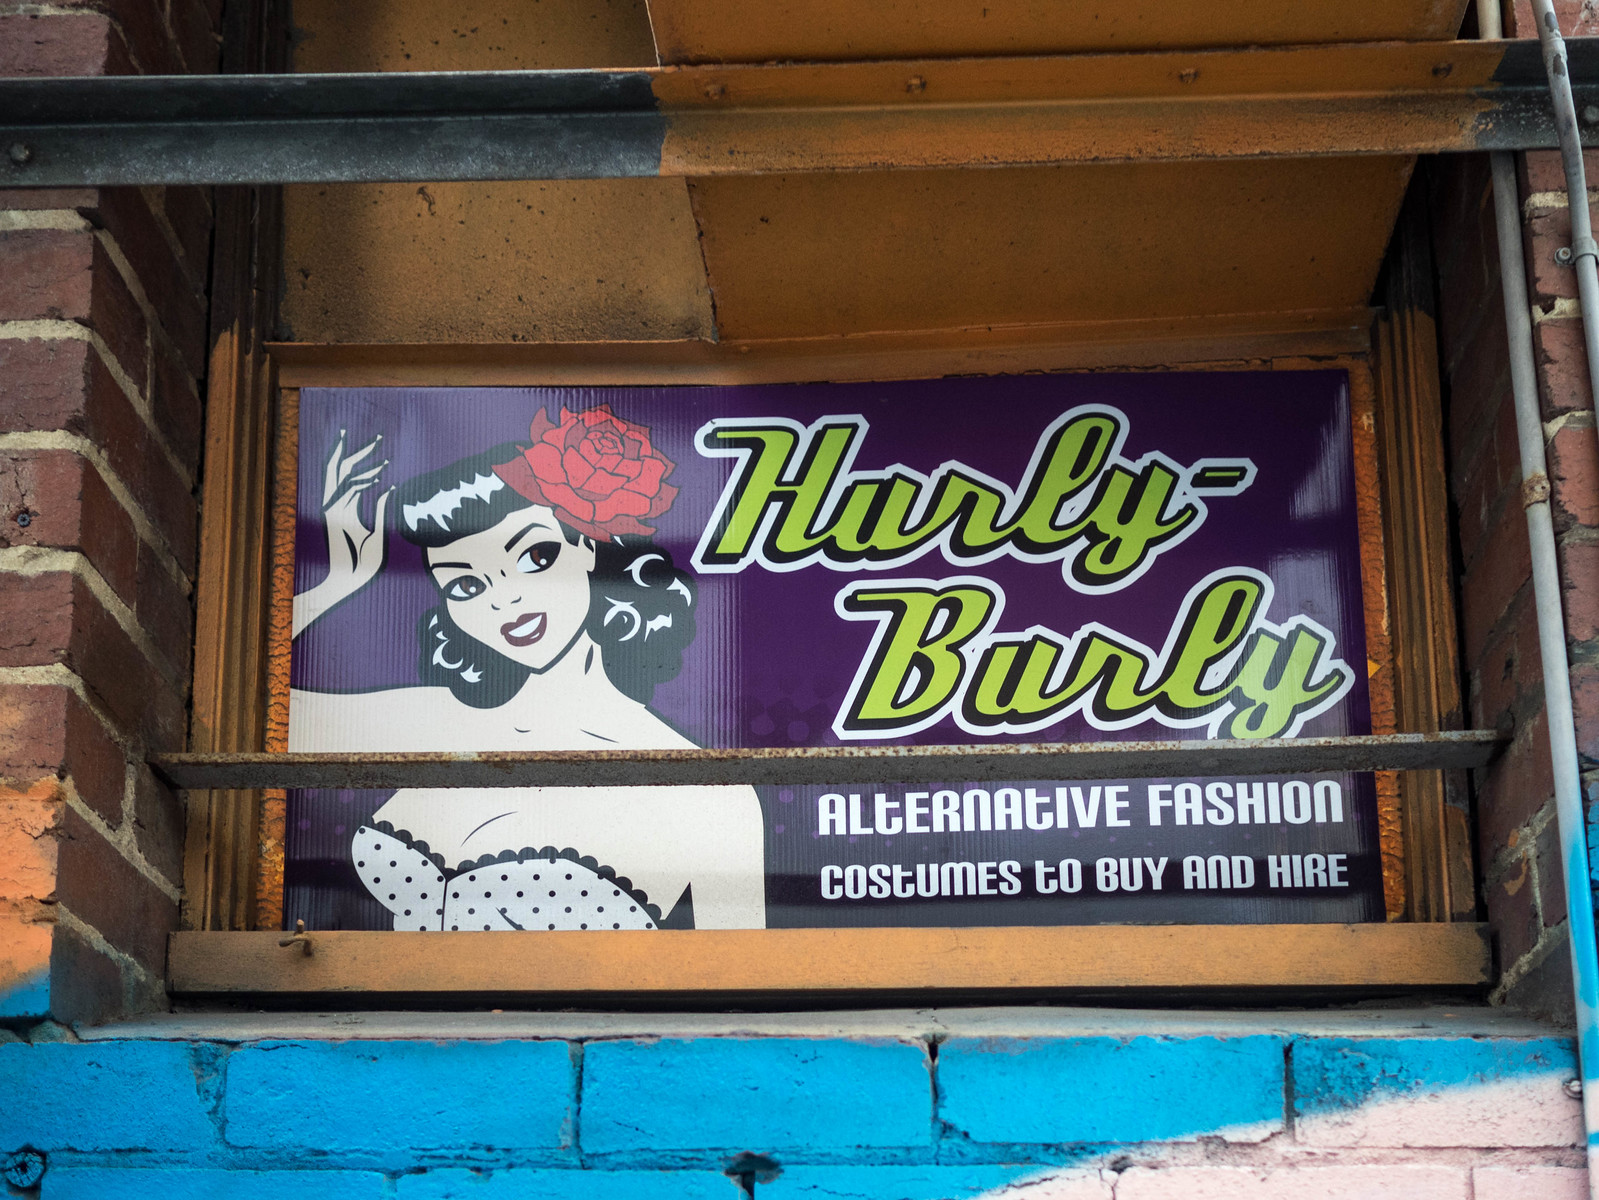 Hurly-
Burly
ALTERNATIVE FASHION
COSTUMES TO BUY AND HIRE